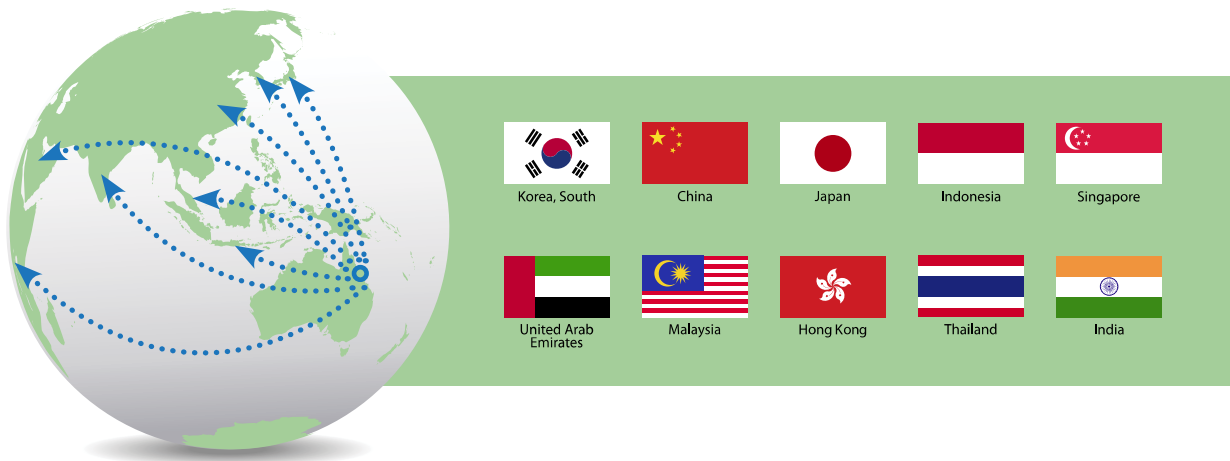 Korea, South
China
Japan
Indonesia
Singapore
United Arab
Emirates
Malaysia
Hong Kong
Thailand
India